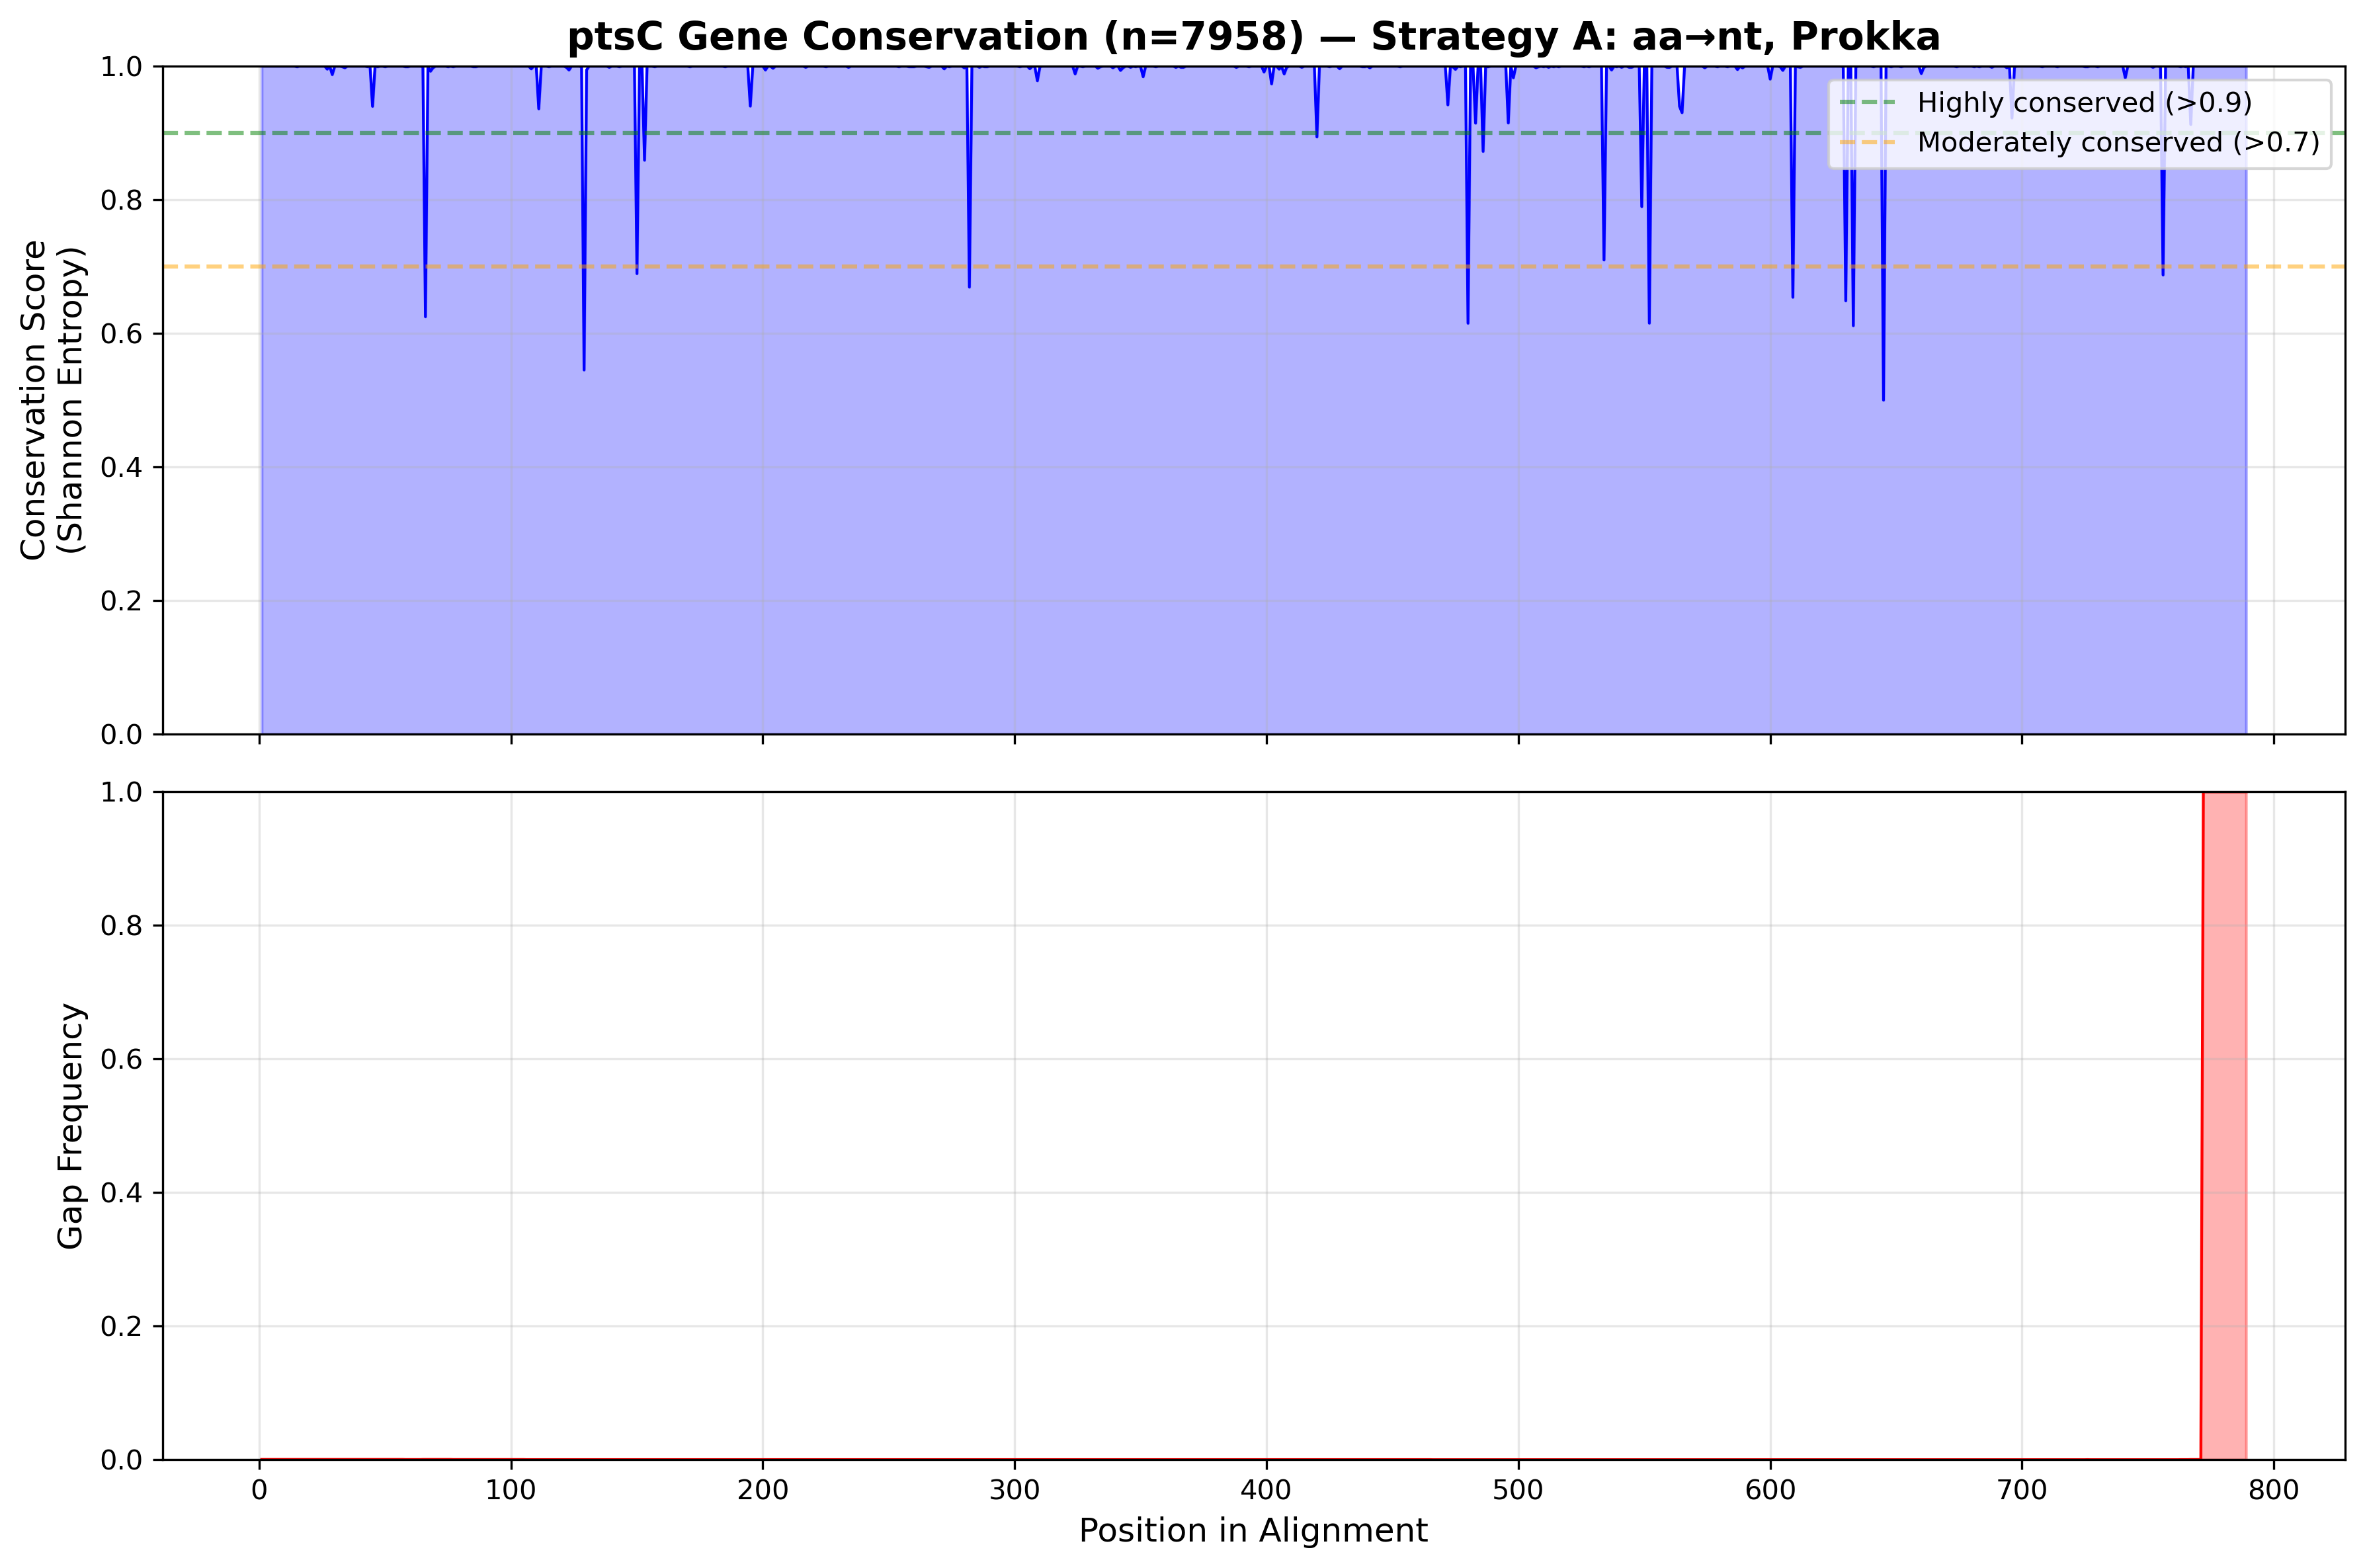 ptsC Gene Conservation (n=7958) — Strategy A: aa→nt, Prokka
Conservation Score
(Shannon Entropy)
1.0
0.8
0.6
0.4
0.2
0.0
Highly conserved (>0.9)
Moderately conserved (>0.7)
Gap Frequency
1.0
0.8
0.6
0.4
0.2
0.0
0 100 200 300 400 500 600 700 800
Position in Alignment